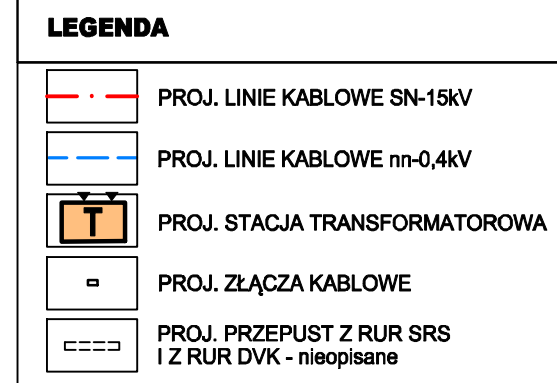 LEGENDA
PROJ. LINIE KABLOWE SN-15kV
PROJ. LINIE KABLOWE nn-0,4kV
T
PROJ. STACJA TRANSFORMATOROWA
PROJ. ZŁĄCZA KABLOWE
PROJ. PRZEPUST Z RUR SRS
I Z RUR DVK - nieopisane